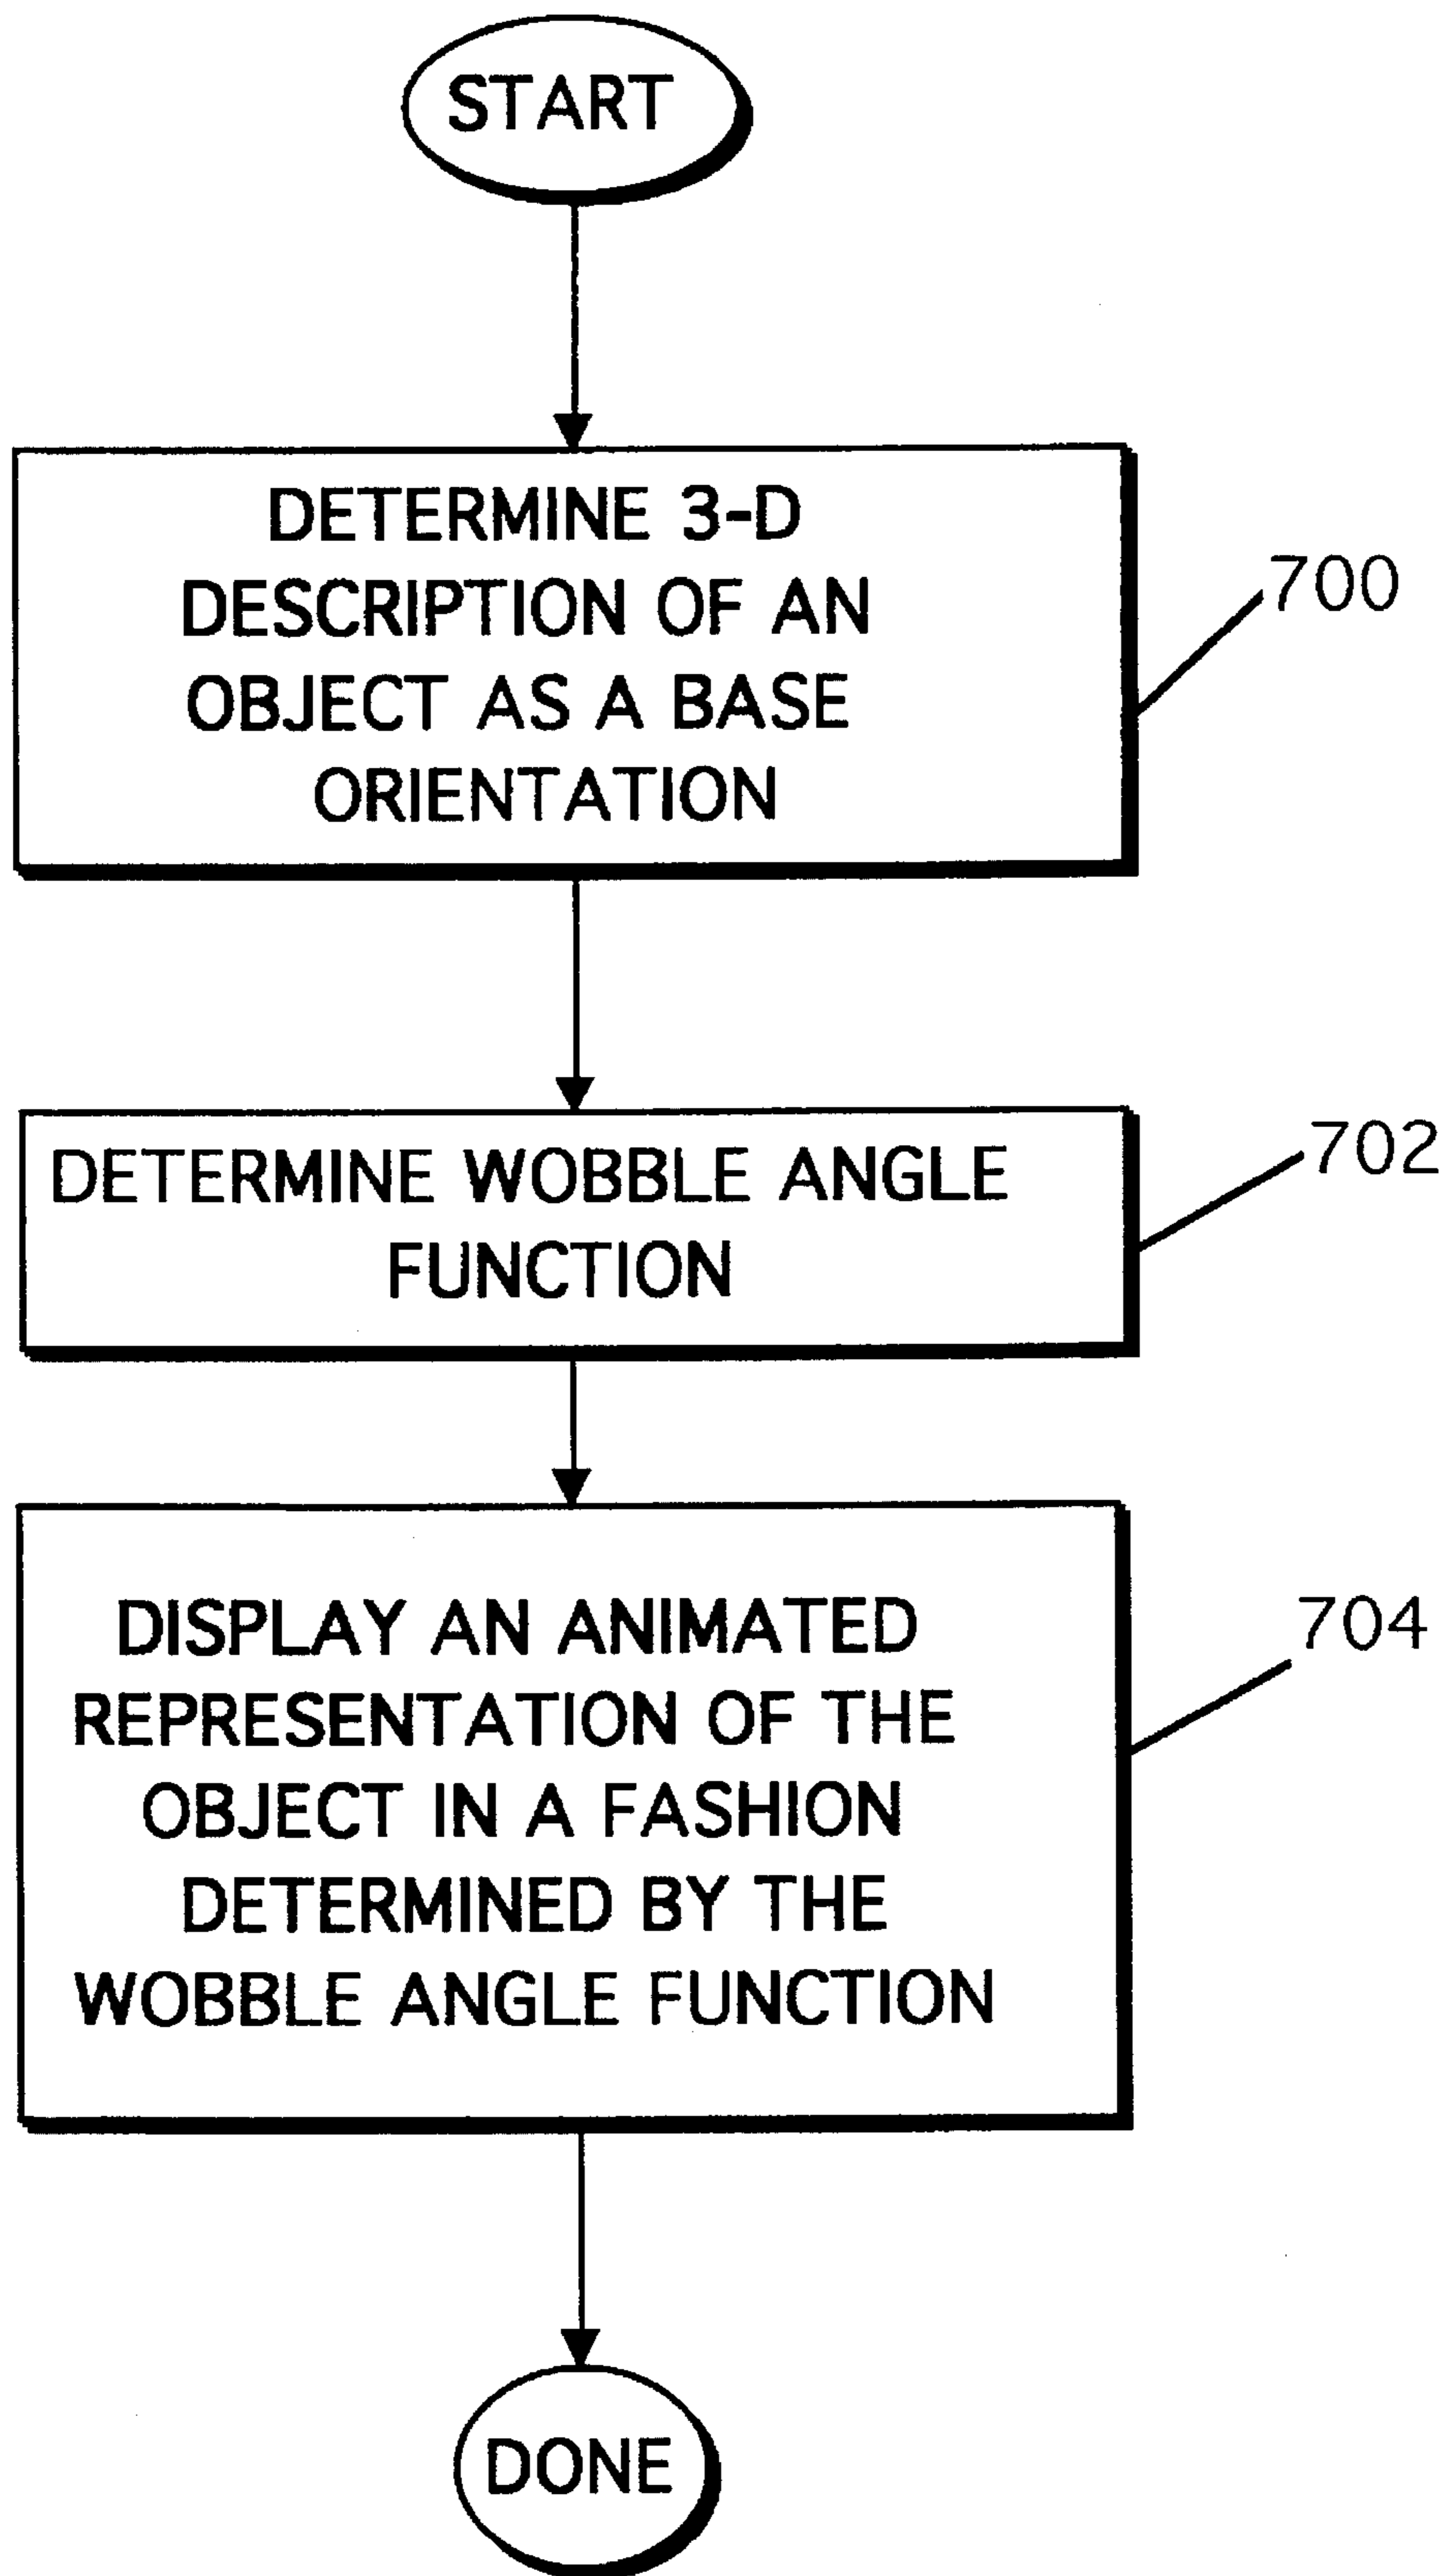 START
DETERMINE 3-D
DESCRIPTION OF AN
OBJECT AS A BASE
ORIENTATION
700
DETERMINE WOBBLE ANGLE
FUNCTION
702
DISPLAY AN ANIMATED
REPRESENTATION OF THE
OBJECT IN A FASHION
DETERMINED BY THE
WOBBLE ANGLE FUNCTION
704
DONE